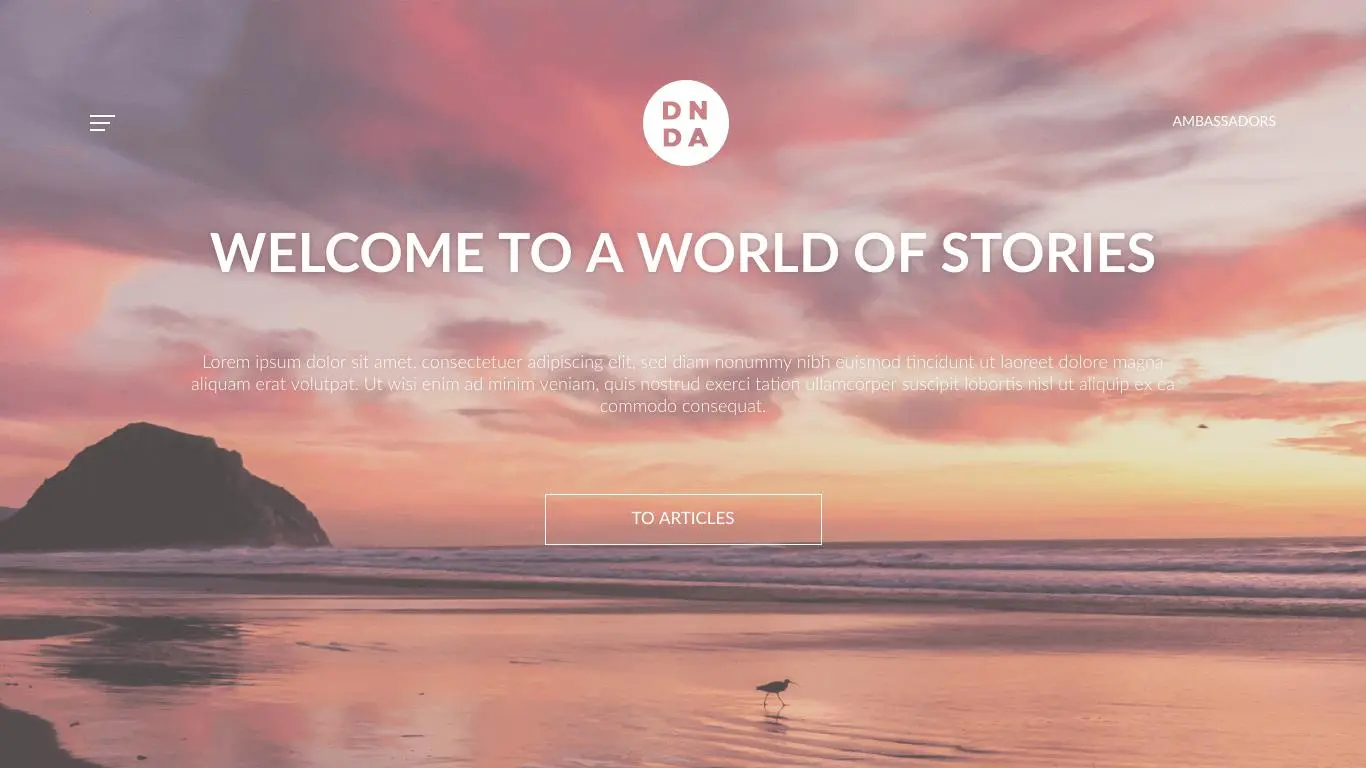 DN
DA
AMBASSADORS
WELCOME TO A WORLD OF STORIES
Lorem ipsum dolor sit amet, consectetuer adipiscing elit, sed diam nonummy nibh euismod tincidunt ut laoreet dolore magna
aliquam erat volutpat. Ut wisi enim ad minim veniam, quis nostrud exerci tation ullamcorper suscipit lobortis nisl ut aliquip ex ea
commodo consequat.
TO ARTICLES